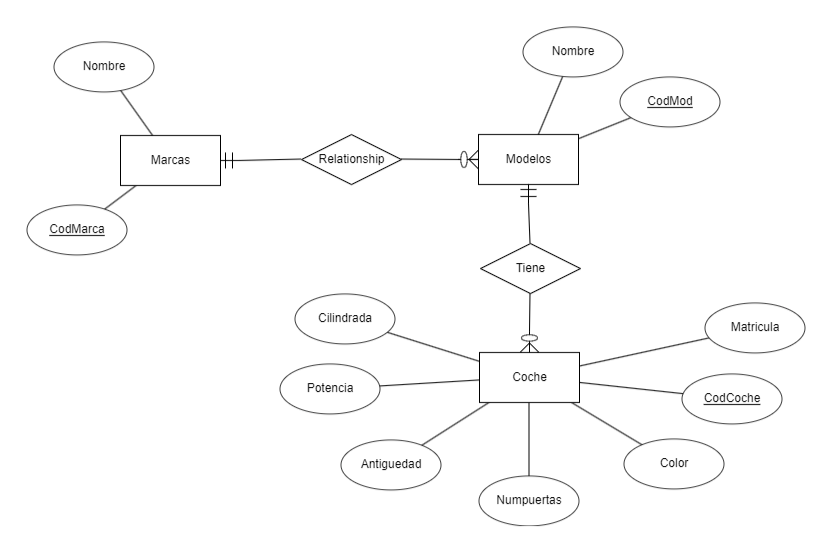 Nombre
Nombre
CodMod
Marcas
Relationship
Modelos
CodMarca
Tiene
Cilindrada
Matricula
Coche
Potencia
CodCoche
Antiguedad
Color
Numpuertas